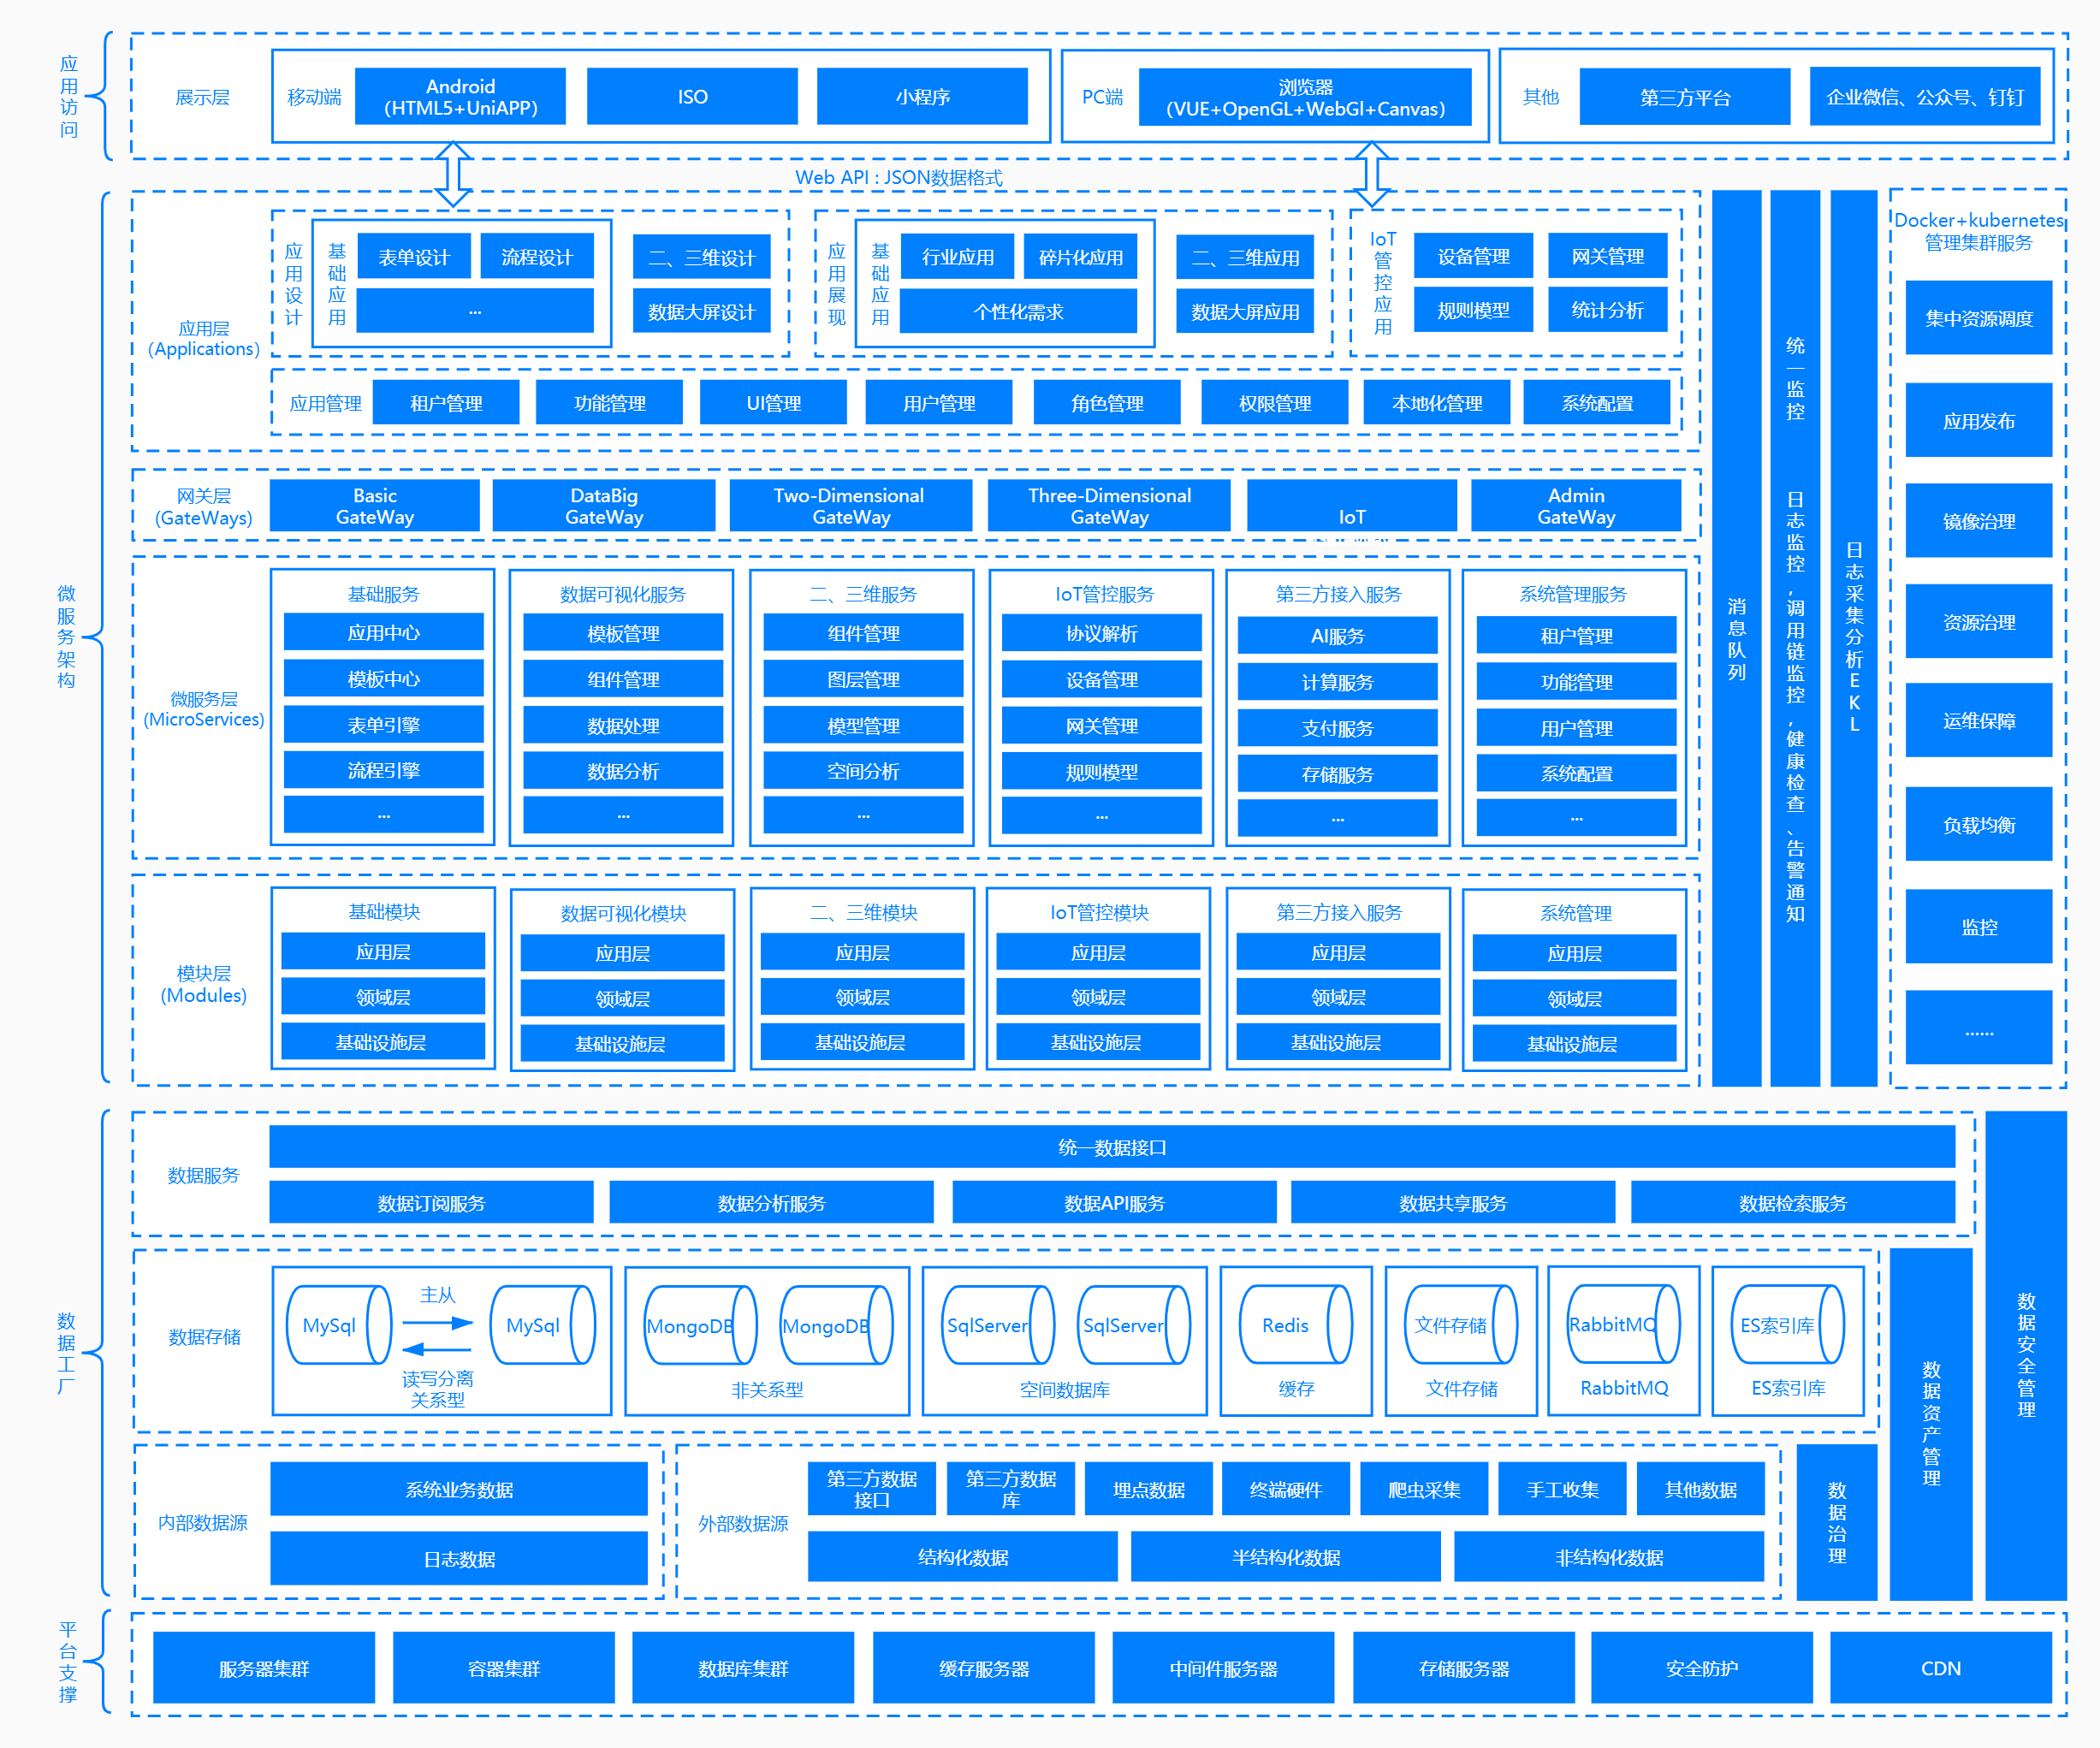 应用访问
展示层
移动端
Android
（HTML5+UniAPP）
ISO
小程序
PC端
浏览器
（VUE+OpenGL+WebGl+Canvas）
其他
第三方平台
企业微信、公众号、钉钉
Web API : JSON数据格式
微服务架构
应用层
（Applications）
应用设计
基础应用
表单设计
流程设计
...
二、三维设计
数据大屏设计
应用展现
基础应用
行业应用
碎片化应用
个性化需求
二、三维应用
数据大屏应用
IoT管控应用
设备管理
网关管理
规则模型
统计分析
应用管理
租户管理
功能管理
UI管理
用户管理
角色管理
权限管理
本地化管理
系统配置
网关层
(GateWays)
Basic
GateWay
DataBig
GateWay
Two-Dimensional
GateWay
Three-Dimensional
GateWay
IoT
Admin
GateWay
微服务层
(MicroServices)
基础服务
应用中心
模板中心
表单引擎
流程引擎
...
数据可视化服务
模板管理
组件管理
数据处理
数据分析
...
二、三维服务
组件管理
图层管理
模型管理
空间分析
...
IoT管控服务
协议解析
设备管理
网关管理
规则模型
...
第三方接入服务
AI服务
计算服务
支付服务
存储服务
...
系统管理服务
租户管理
功能管理
用户管理
系统配置
...
模块层
(Modules)
基础模块
应用层
领域层
基础设施层
数据可视化模块
应用层
领域层
基础设施层
二、三维模块
应用层
领域层
基础设施层
IoT管控模块
应用层
领域层
基础设施层
第三方接入服务
应用层
领域层
基础设施层
系统管理
应用层
领域层
基础设施层
消息队列
统一监控
日志监控,调用链监控,健康检查、告警通知
日志采集分析EKL
Docker+kubernetes
管理集群服务
集中资源调度
应用发布
镜像治理
资源治理
运维保障
负载均衡
监控
......
数据工厂
数据服务
统一数据接口
数据订阅服务
数据分析服务
数据API服务
数据共享服务
数据检索服务
数据存储
MySql
主从
MySql
读写分离
关系型
MongoDB
MongoDB
非关系型
SqlServer
SqlServer
空间数据库
Redis
缓存
文件存储
文件存储
RabbitMQ
RabbitMQ
ES索引库
ES索引库
内部数据源
系统业务数据
日志数据
外部数据源
第三方数据
接口
第三方数据
库
埋点数据
终端硬件
爬虫采集
手工收集
其他数据
结构化数据
半结构化数据
非结构化数据
数据治理
数据资产管理
数据安全管理
平台支撑
服务器集群
容器集群
数据库集群
缓存服务器
中间件服务器
存储服务器
安全防护
CDN